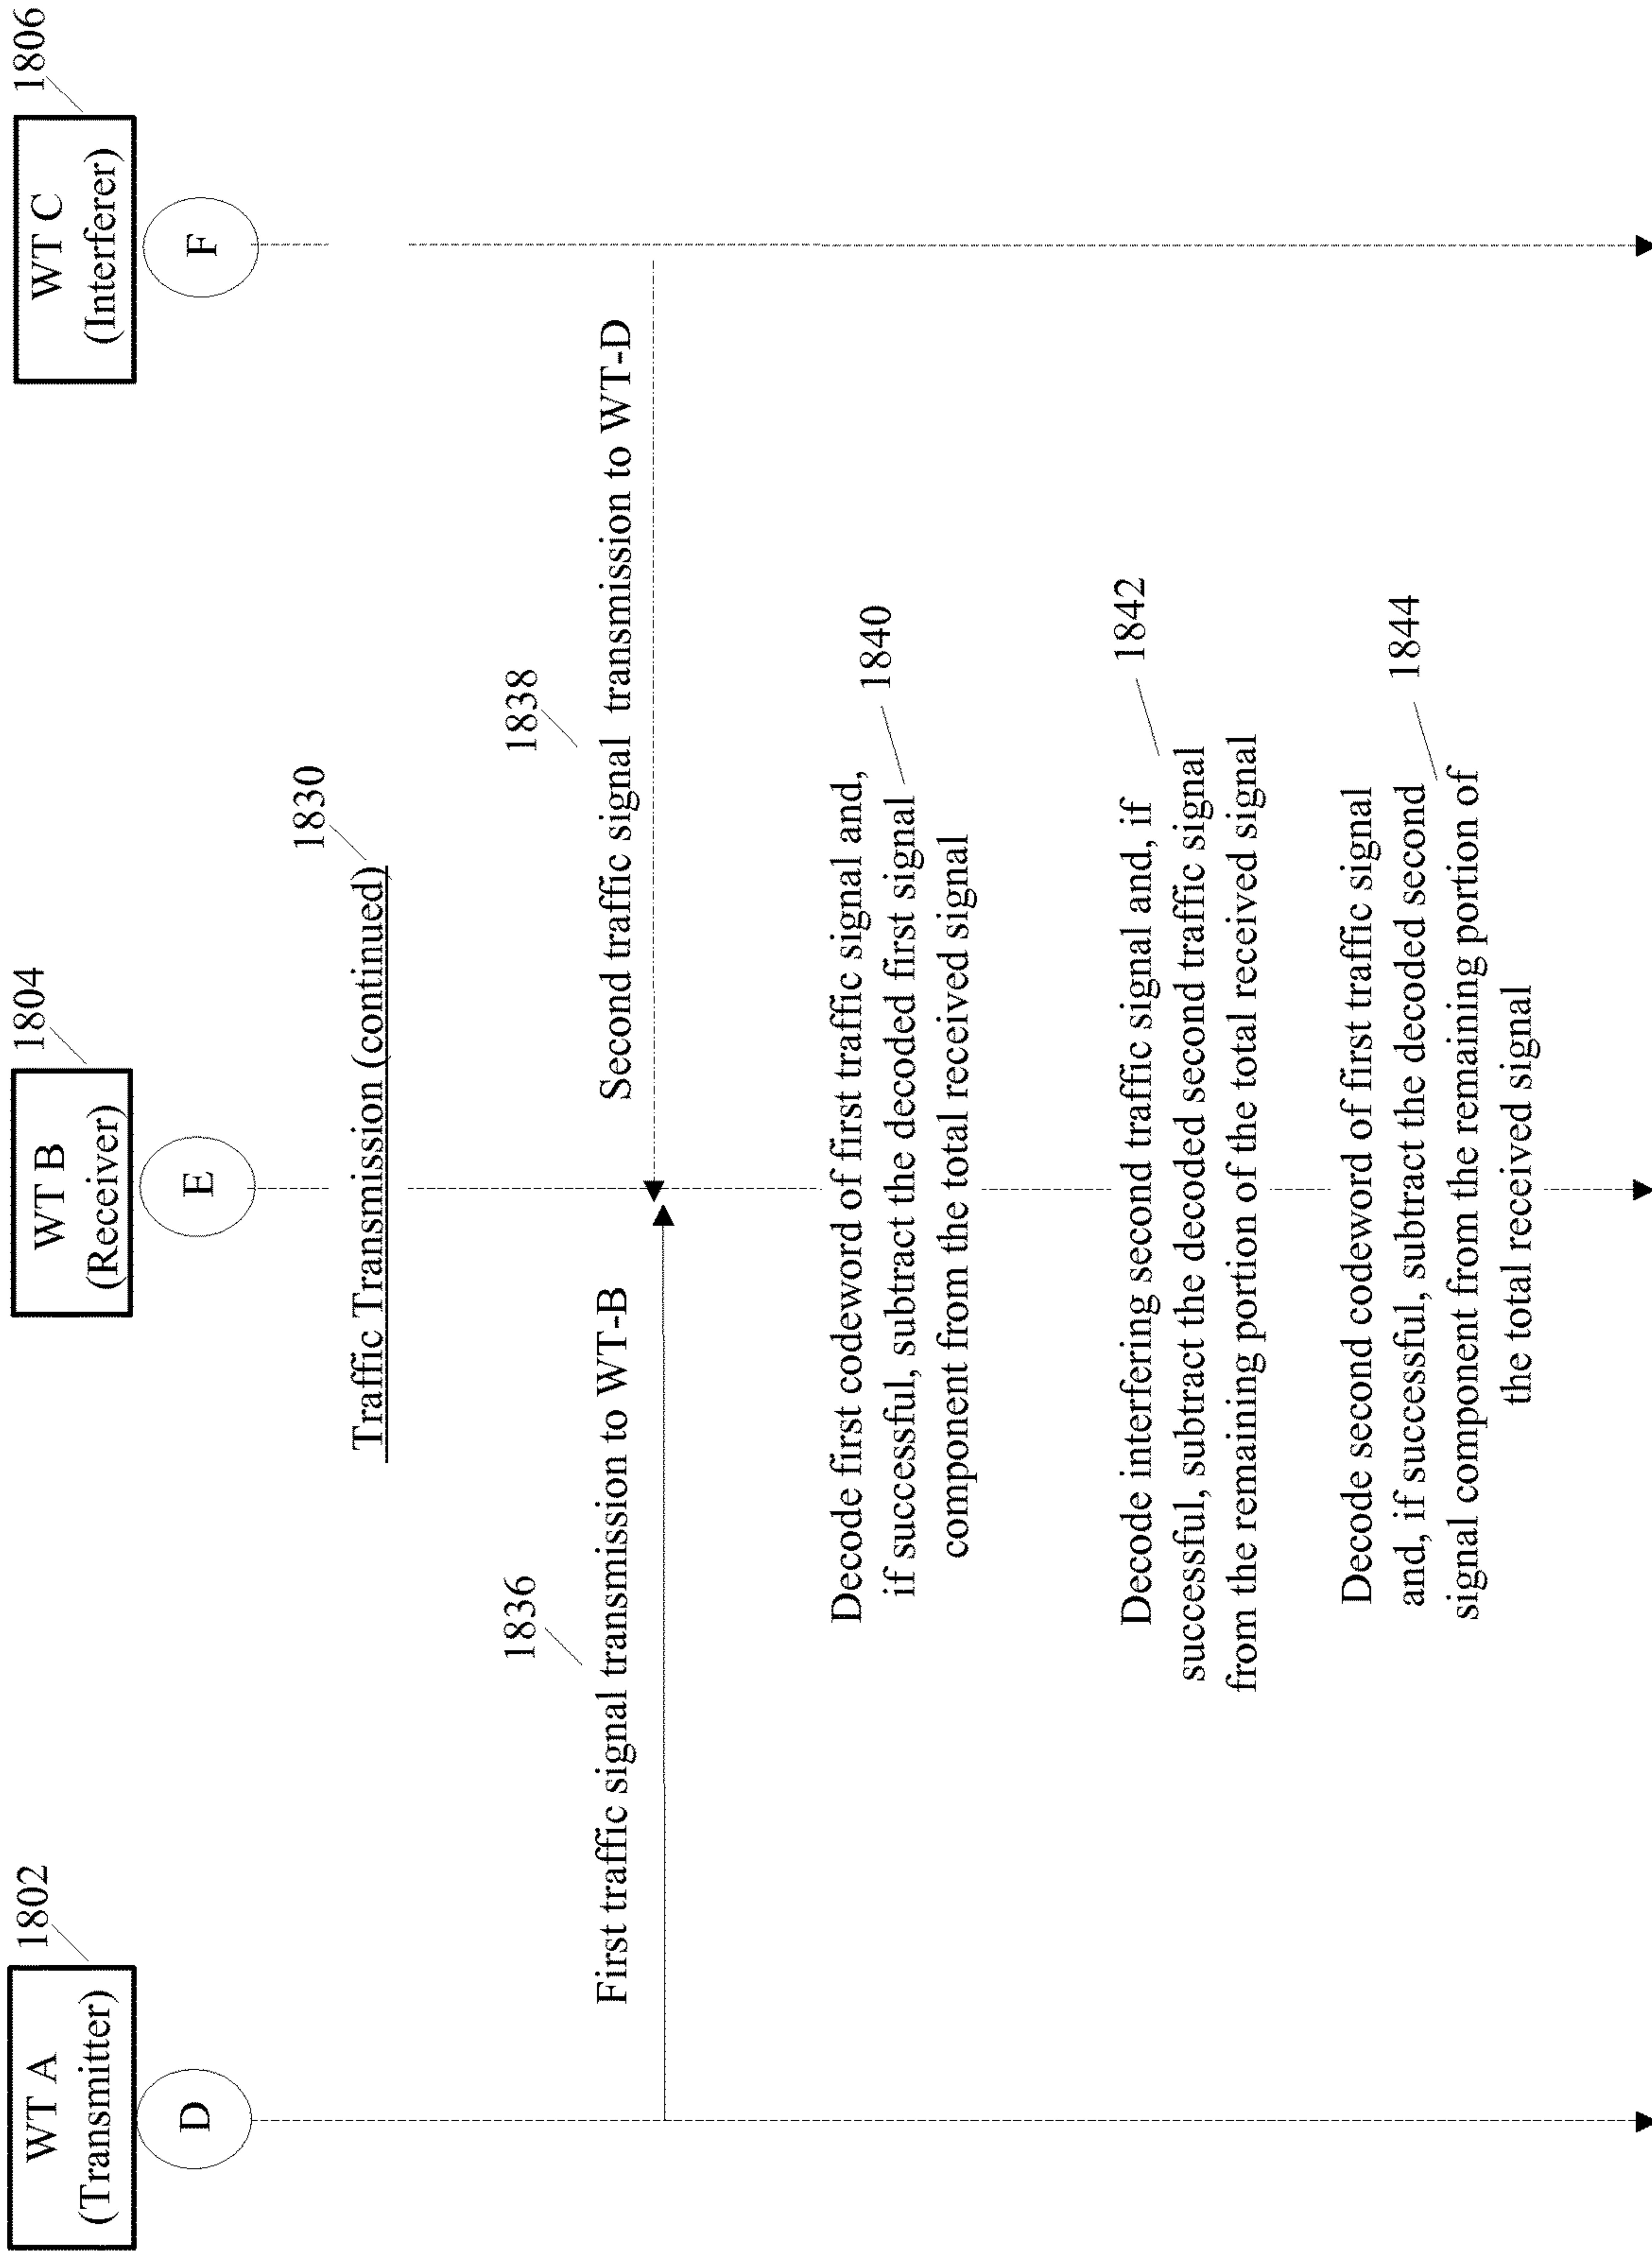 1802
WT A
(Transmitter)
D
1804
WT B
(Receiver)
E
1806
WT C
(Interferer)
F
Traffic Transmission (continued)
1830
1836
First traffic signal transmission to WT-B
1838
Second traffic signal transmission to WT-D
Decode first codeword of first traffic signal and,
if successful, subtract the decoded first signal
component from the total received signal
1840
Decode interfering second traffic signal and, if
successful, subtract the decoded second traffic signal
from the remaining portion of the total received signal
1842
Decode second codeword of first traffic signal
and, if successful, subtract the decoded second
signal component from the remaining portion of
the total received signal
1844